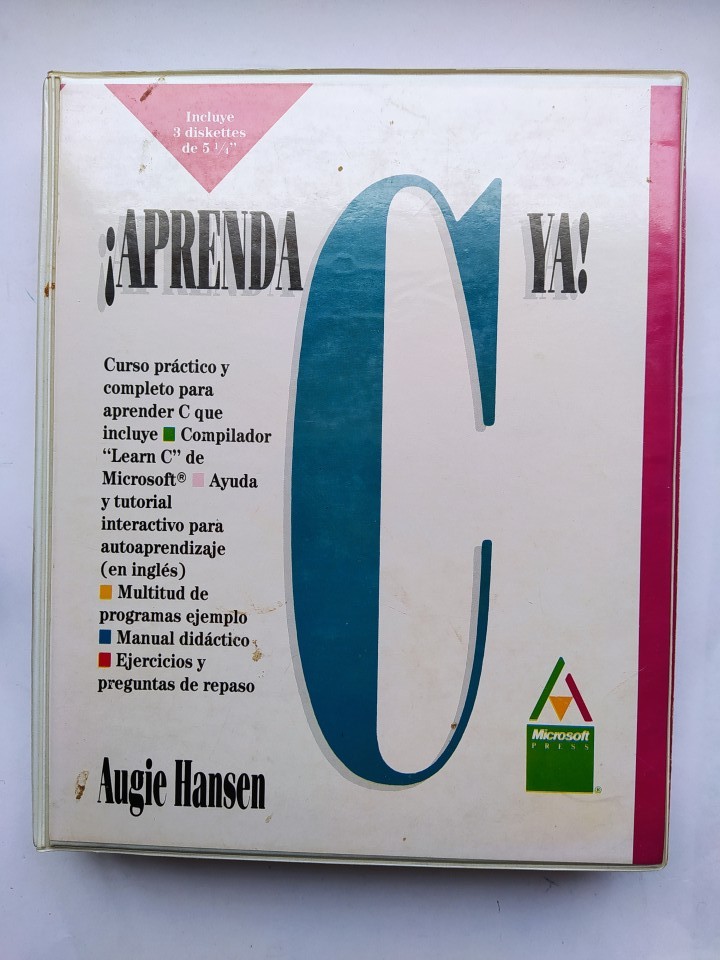 Incluye
3 diskettes
de 5 1/4"
¡APRENDA C YA!
Curso práctico y
completo para
aprender C que
incluye ■ Compilador
“Learn C” de
Microsoft® ■ Ayuda
y tutorial
interactivo para
autoaprendizaje
(en inglés)
■ Multitud de
programas ejemplo
■ Manual didáctico
■ Ejercicios y
preguntas de repaso
Augie Hansen
Microsoft
PRESS
®